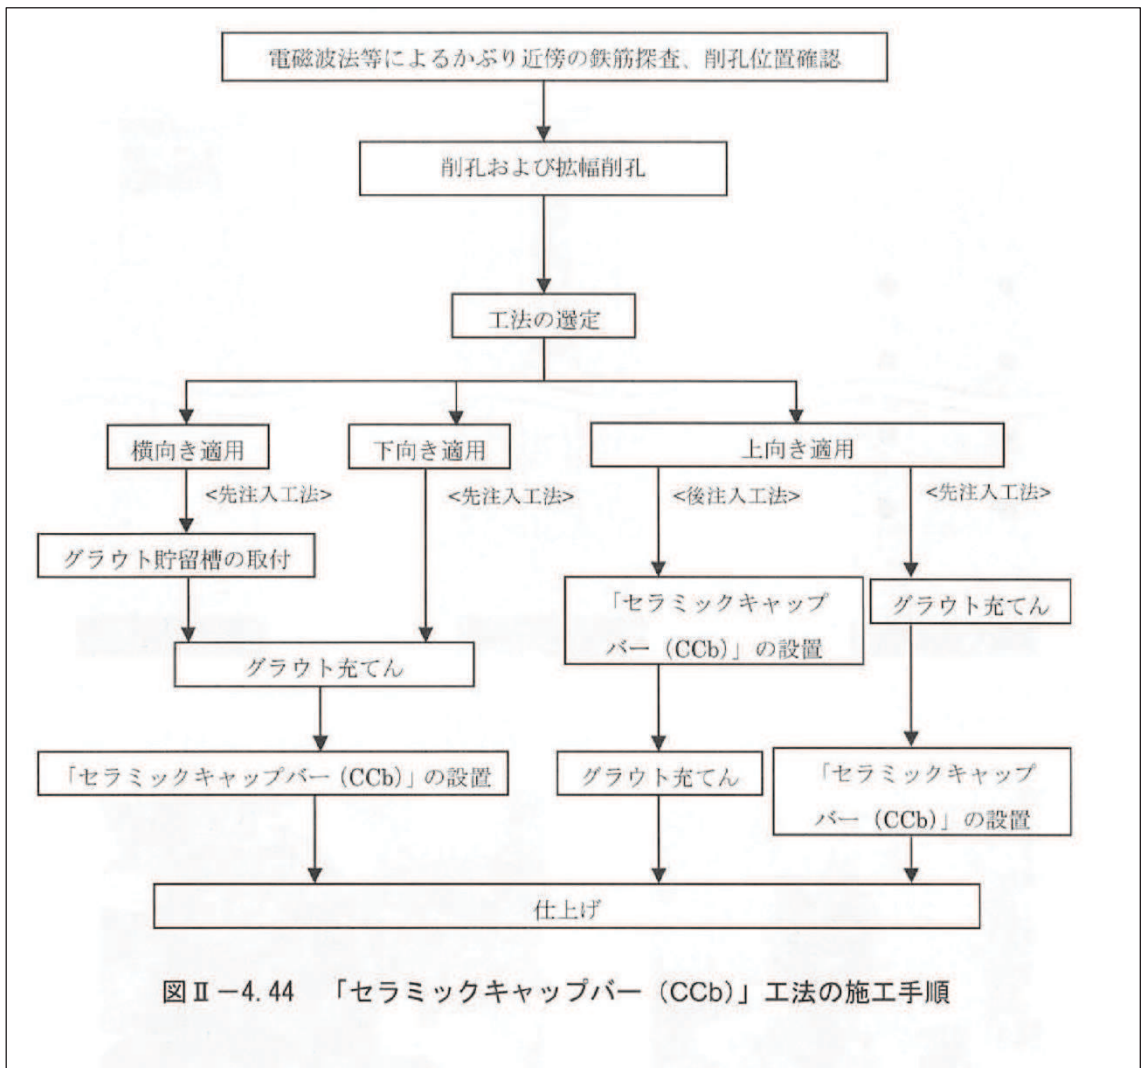 電磁波法等によるかぶり近傍の鉄筋探査、削孔位置確認
削孔および拡幅削孔
工法の選定
横向き適用
下向き適用
上向き適用
<先注入工法>
<先注入工法>
<後注入工法>
<先注入工法>
グラウト貯留槽の取付
「セラミックキャップ
バー（CCb）」の設置
グラウト充てん
グラウト充てん
「セラミックキャップバー（CCb）」の設置
グラウト充てん
「セラミックキャップ
バー（CCb）」の設置
仕上げ
図Ⅱ－4.44　「セラミックキャップバー（CCb）」工法の施工手順